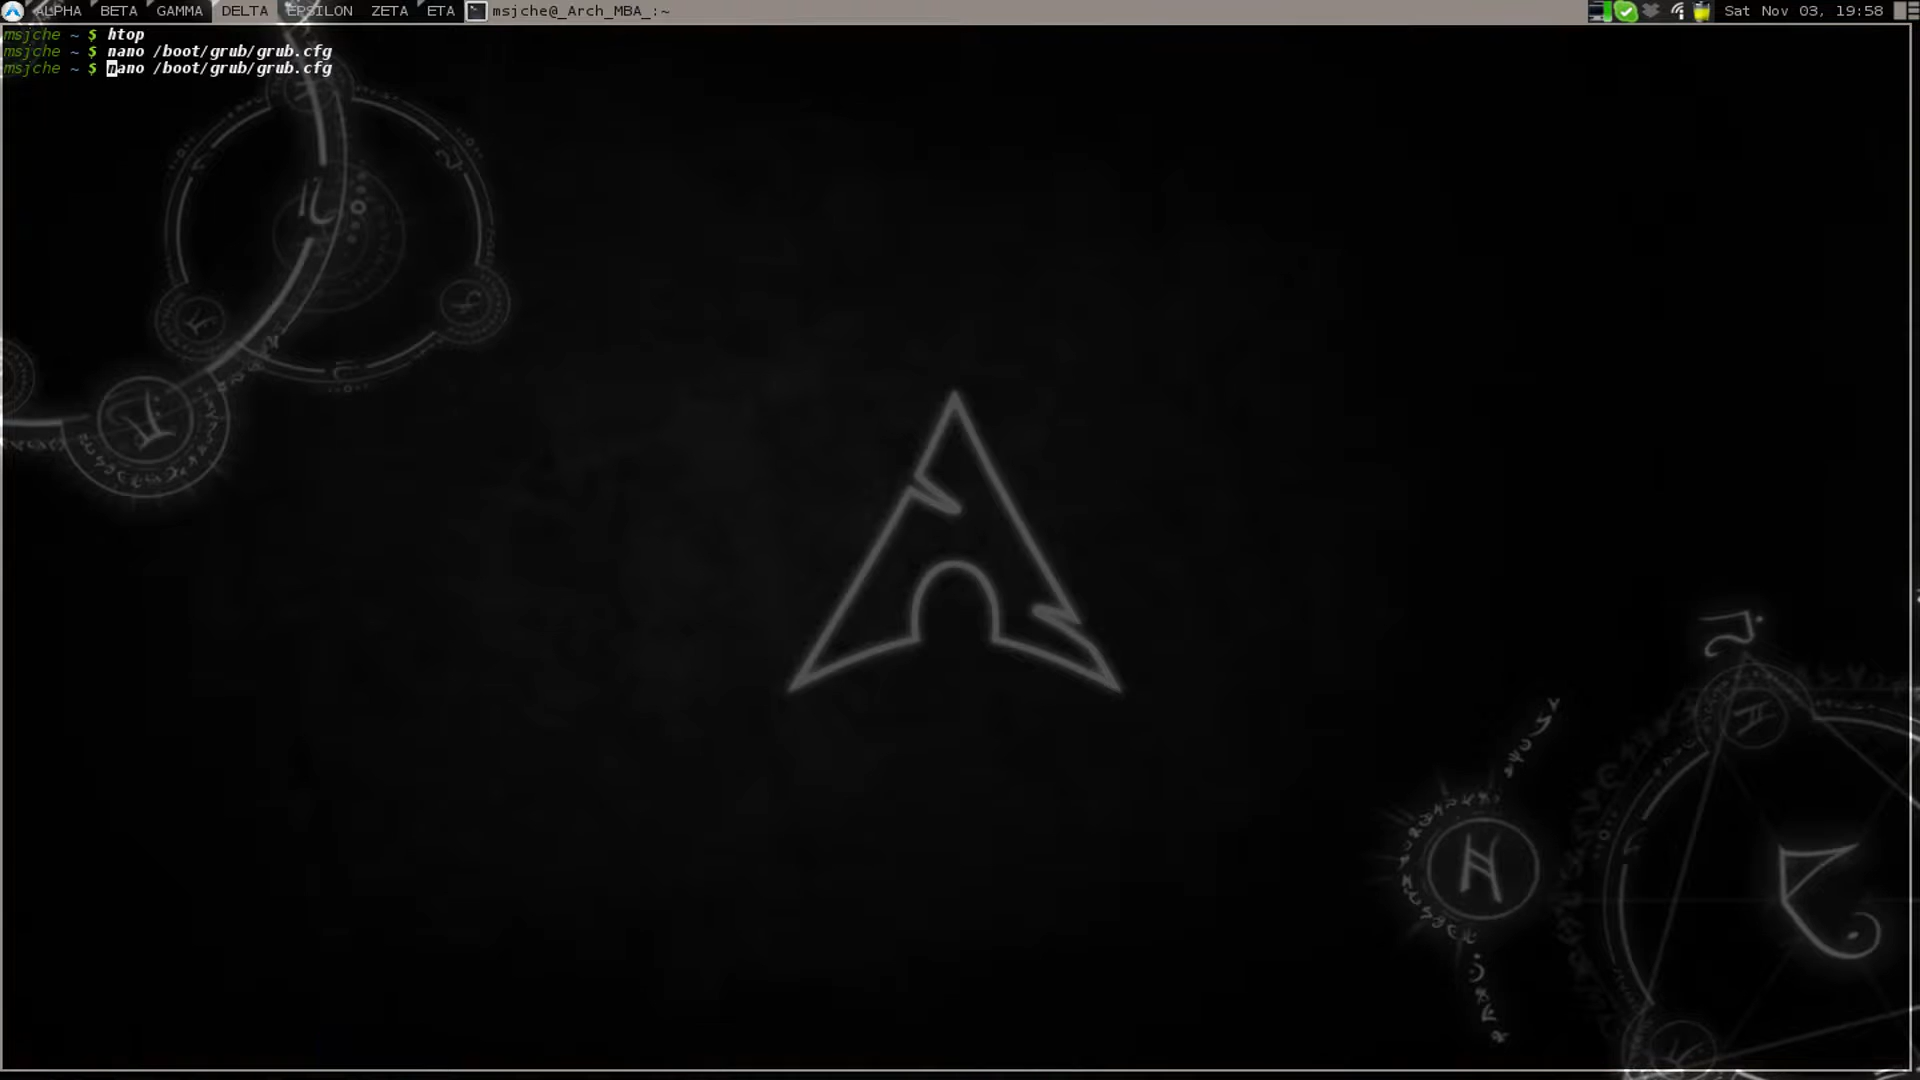 ALPHA BETA GAMMA DELTA EPSILON ZETA ETA msjche@_Arch_MBA_:~ Sat Nov 03, 19:58
msjche ~ $ htop
msjche ~ $ nano /boot/grub/grub.cfg
msjche ~ $ nano /boot/grub/grub.cfg